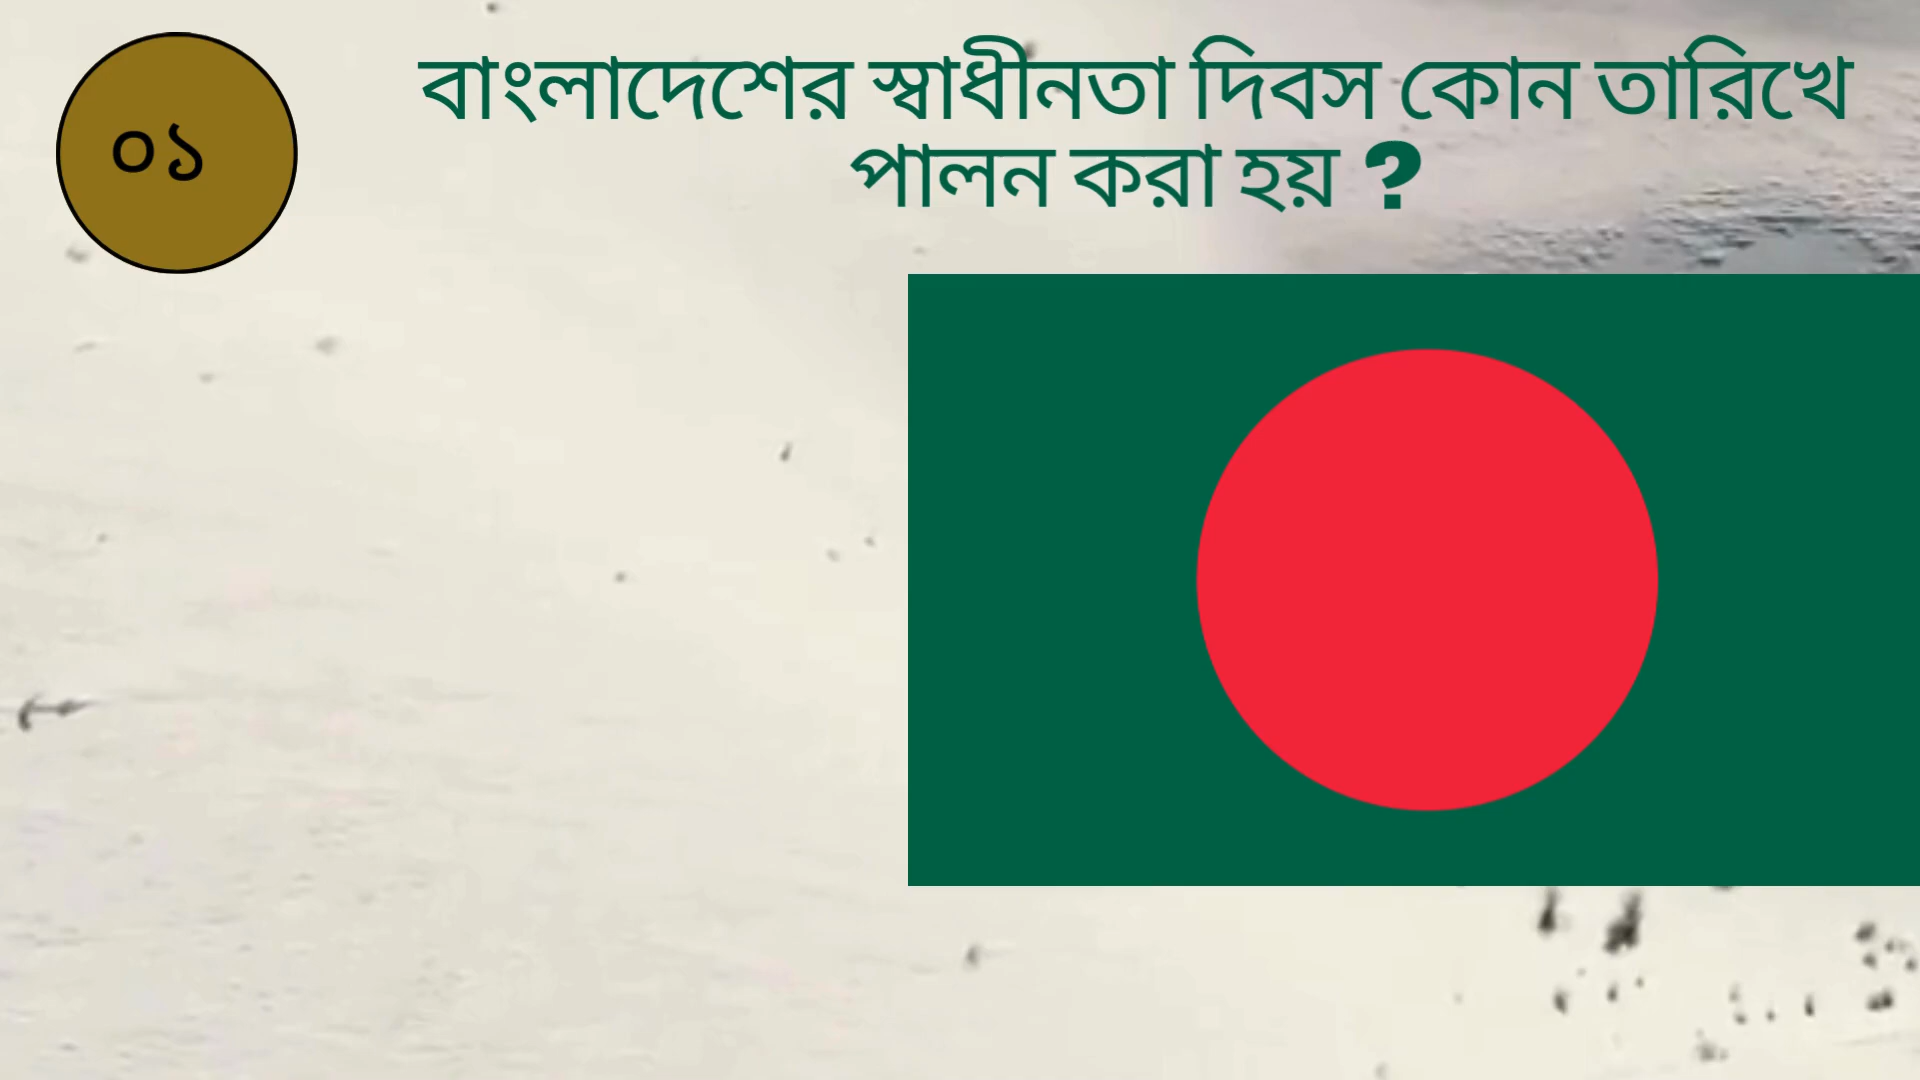 ০১
বাংলাদেশের স্বাধীনতা দিবস কোন তারিখে
পালন করা হয় ?